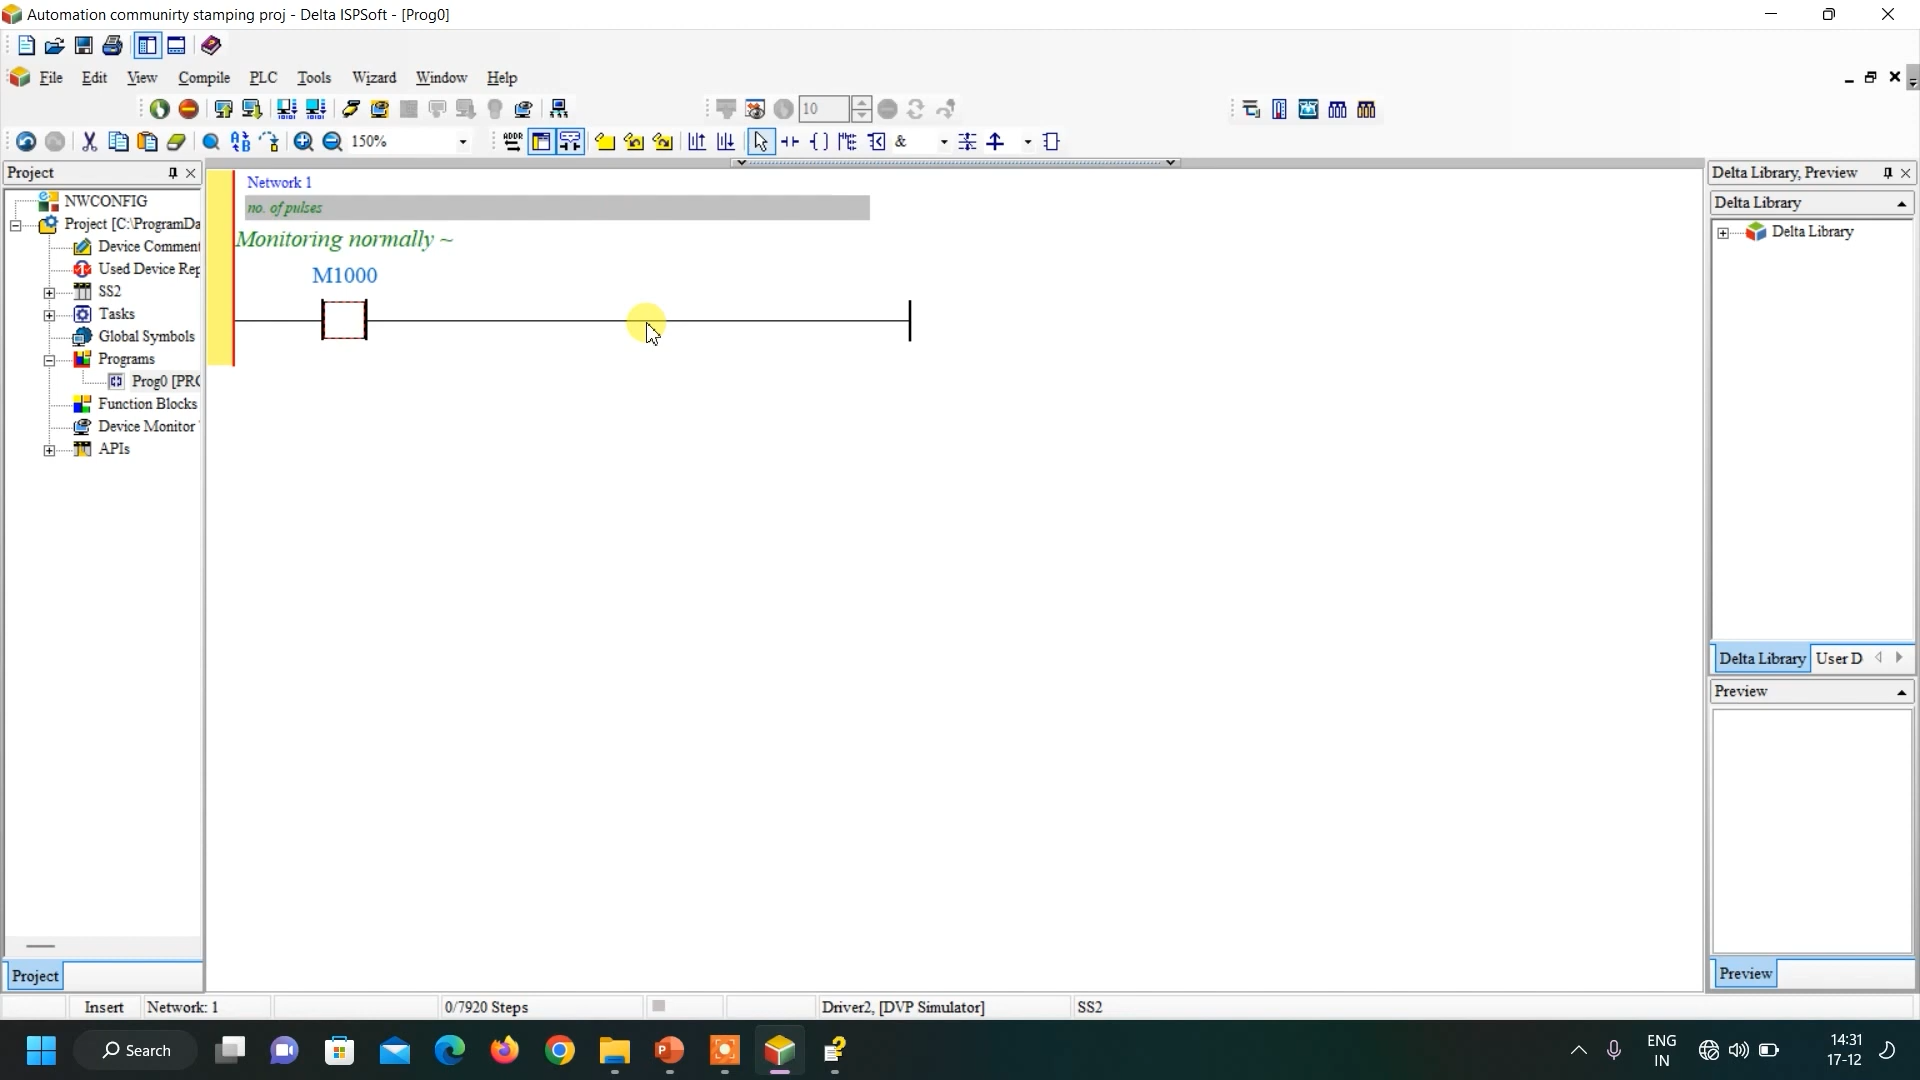 Automation communirty stamping proj - Delta ISPSoft - [Prog0]
File Edit View Compile PLC Tools Wizard Window Help
10
150%
ADDR
&
Project
NWCONFIG
Project [C:\ProgramDa
Device Comment
Used Device Rep
SS2
Tasks
Global Symbols
Programs
Prog0 [PRO
Function Blocks
Device Monitor
APIs
Project
Network 1
no. of pulses
Monitoring normally ~
M1000
Delta Library, Preview
Delta Library
Delta Library
Delta Library User D
Preview
Preview
Insert Network: 1 0/7920 Steps Driver2, [DVP Simulator] SS2
Search
ENG
IN
14:31
17-12